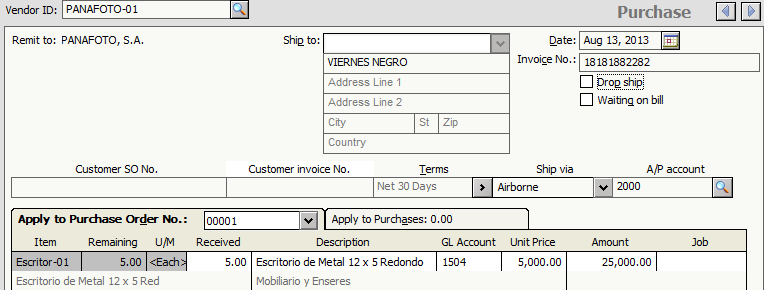 Vendor ID: PANAFOTO-01 Purchase
Remit to: PANAFOTO, S.A. Ship to: Date: Aug 13, 2013
VIERNES NEGRO Invoice No.: 18181882282
Address Line 1 Drop ship
Address Line 2 Waiting on bill
City St Zip
Country
Customer SO No. Customer invoice No. Terms Ship via A/P account
Net 30 Days Airborne 2000
Apply to Purchase Order No.: 00001 Apply to Purchases: 0.00
Item Remaining U/M Received Description GL Account Unit Price Amount Job
Escritor-01 5.00 <Each> 5.00 Escritorio de Metal 12 x 5 Redondo 1504 5,000.00 25,000.00
Escritorio de Metal 12 x 5 Red Mobiliario y Enseres